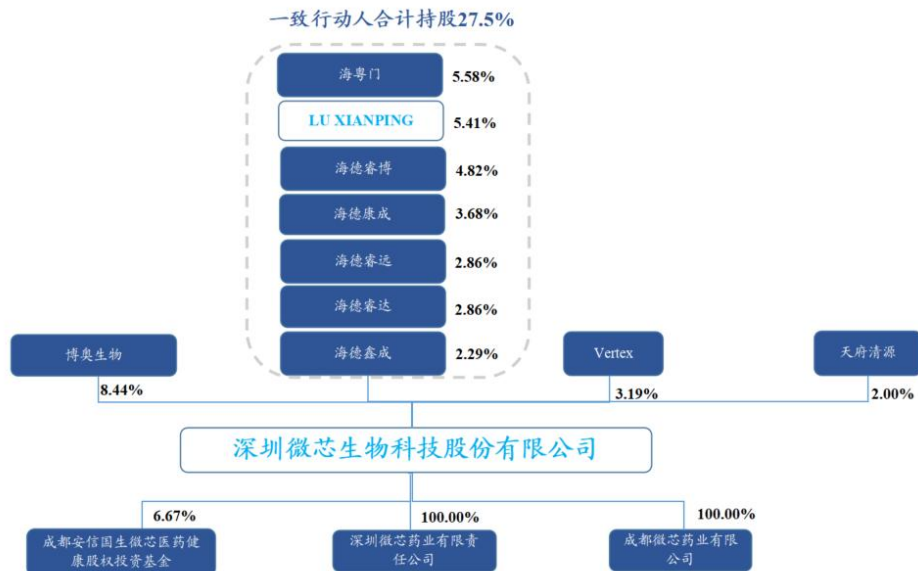 一致行动人合计持股27.5%
海粤门 5.58%
LU XIANPING 5.41%
海德睿博 4.82%
海德康成 3.68%
海德睿远 2.86%
海德睿达 2.86%
海德鑫成 2.29%
博奥生物
Vertex
天府清源
8.44%
3.19%
2.00%
深圳微芯生物科技股份有限公司
6.67%
100.00%
100.00%
成都安信国生微芯医药健
康股权投资基金
深圳微芯药业有限责
任公司
成都微芯药业有限
公司